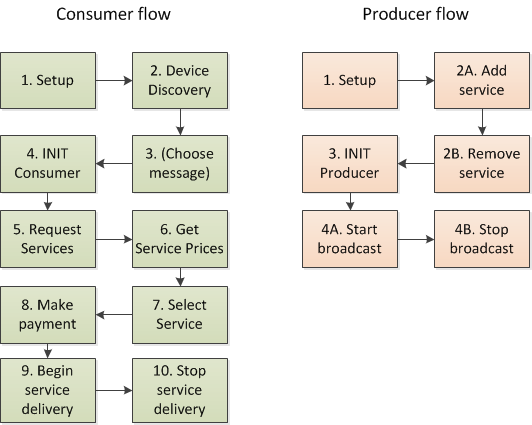 Consumer flow
1. Setup
2. Device
Discovery
3. (Choose
message)
4. INIT
Consumer
5. Request
Services
6. Get
Service Prices
7. Select
Service
8. Make
payment
9. Begin
service
delivery
10. Stop
service
delivery
Producer flow
1. Setup
2A. Add
service
2B. Remove
service
3. INIT
Producer
4A. Start
broadcast
4B. Stop
broadcast